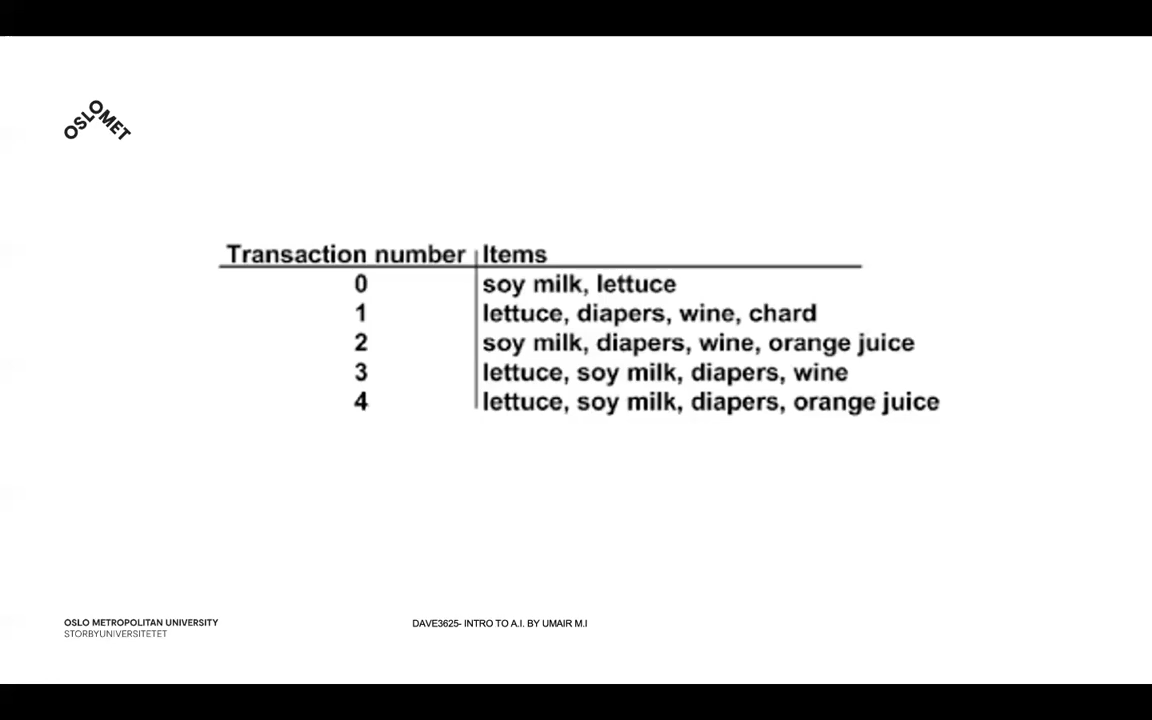 OSLOMET
Transaction number Items
0 soy milk, lettuce
1 lettuce, diapers, wine, chard
2 soy milk, diapers, wine, orange juice
3 lettuce, soy milk, diapers, wine
4 lettuce, soy milk, diapers, orange juice
OSLO METROPOLITAN UNIVERSITY
STORBYUNIVERSITETET
DAVE3625- INTRO TO A.I. BY UMAIR M.I